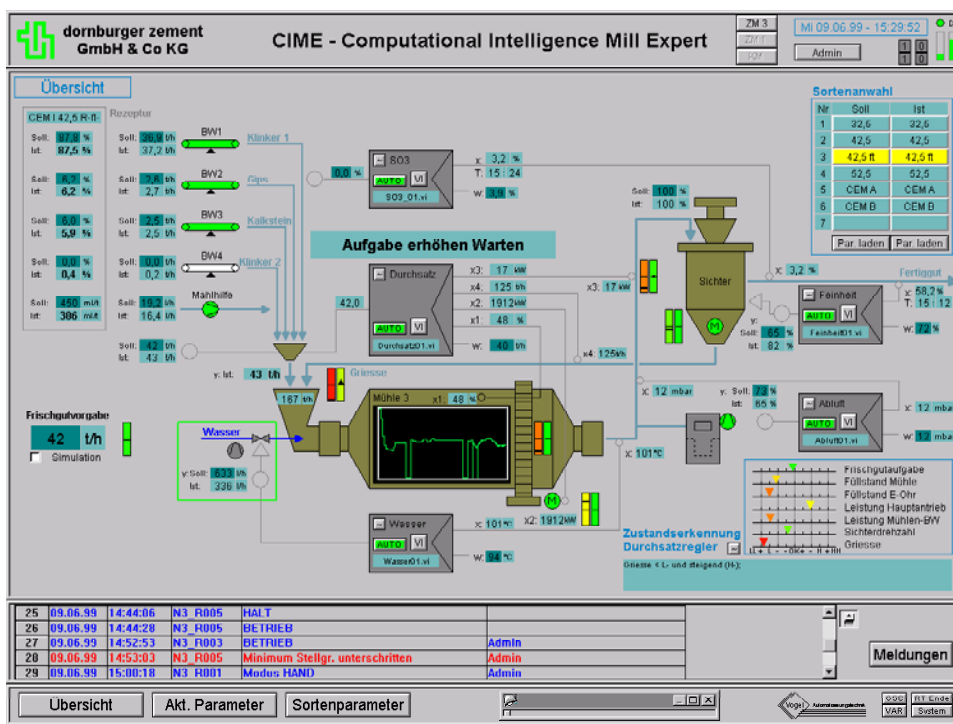 dornburger zement
GmbH & Co KG
CIME - Computational Intelligence Mill Expert
ZM 3
MI 09.06.99 - 15:29:52
Admin
Übersicht
CEM I 42,5 R-ft-
Rezeptur
Soll: 87,8 %
Ist: 87,5 %
Soll: 36,9 t/h
Ist: 37,2 t/h
BW1
Klinker 1
Soll: 6,2 %
Ist: 6,2 %
Soll: 2,6 t/h
Ist: 2,7 t/h
BW2
Gips
Soll: 6,0 %
Ist: 5,9 %
Soll: 2,5 t/h
Ist: 2,5 t/h
BW3
Kalkstein
Soll: 0,0 %
Ist: 0,4 %
Soll: 0,0 t/h
Ist: 0,2 t/h
BW4
Klinker 2
Soll: 450 ml/t
Ist: 386 ml/t
Soll: 19,2 l/h
Ist: 16,4 l/h
Mahlhilfe
Soll: 42 t/h
Ist: 43 t/h
42,0
y: Ist: 43 t/h
0,0 %
SO3
AUTO VI
SO3_01.vi
x: 3,2 %
T: 15 : 24
w: 3,9 %
Aufgabe erhöhen Warten
Durchsatz
AUTO VI
Durchsatz01.vi
x3: 17 kW
x4: 125 t/h
x2: 1912kW
x1: 48 %
w: 40 t/h
x3: 17 kW
x4: 125t/h
Soll: 100 %
Ist: 100 %
Sichter
M
x: 3,2 %
Fertiggut
Feinheit
AUTO VI
Feinheit01.vi
y:
Soll: 65 %
Ist: 82 %
x: 58,2%
T: 15 : 12
w: 72 %
Sortenanwahl
Nr Soll Ist
1 32,5 32,5
2 42,5 42,5
3 42,5 ft 42,5 ft
4 52,5 52,5
5 CEM A CEM A
6 CEM B CEM B
7
Par. laden Par. laden
Griesse
167 t/h
Mühle 3 x1: 48 %
Frischgutvorgabe
42 t/h
Simulation
Wasser
y: Soll: 633 l/h
Ist: 336 l/h
M
x2: 1912kW
x: 101°C
Wasser
AUTO VI
Wasser01.vi
x: 101°C
w: 94 °C
x: 12 mbar
y: Soll: 73 %
Ist: 65 %
Abluft
AUTO VI
Abluft01.vi
x: 12 mbar
w: 12 mbar
Frischgutaufgabe
Füllstand Mühle
Füllstand E-Ohr
Leistung Hauptantrieb
Leistung Mühlen-BW
Sichterdrehzahl
Griesse
Zustandserkennung
Durchsatzregler
Griesse < L- und steigend (H-);
25 09.06.99 14:44:06 N3_R005 HALT
26 09.06.99 14:44:28 N3_R005 BETRIEB
27 09.06.99 14:52:53 N3_R003 BETRIEB Admin
28 09.06.99 14:53:03 N3_R005 Minimum Stellgr. unterschritten Admin
29 09.06.99 15:00:18 N3_R001 Modus HAND Admin
Meldungen
Übersicht
Akt. Parameter
Sortenparameter
Vogel Automatisierungstechnik
OSC RT Ende
VAR System